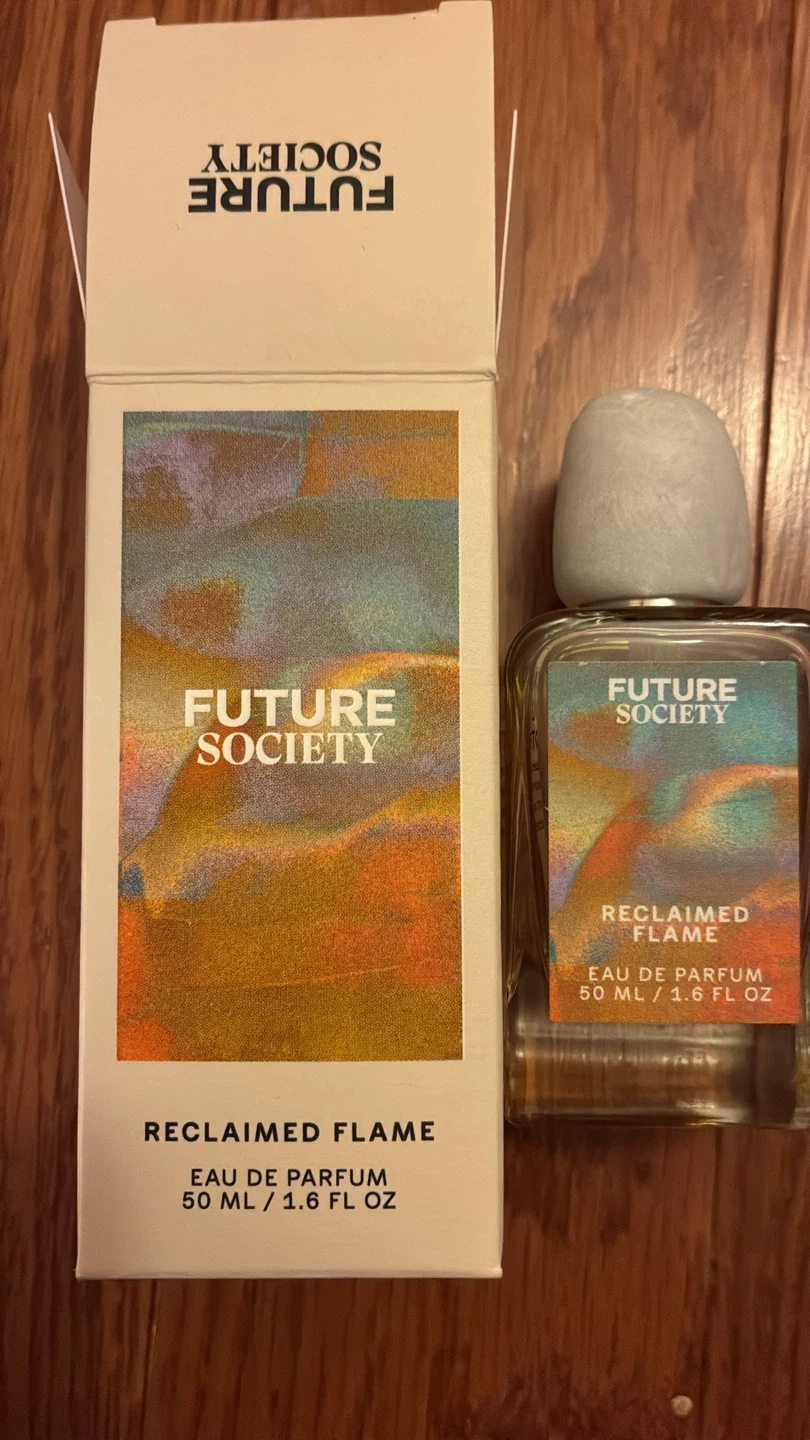 FUTURE
SOCIETY
FUTURE
SOCIETY
RECLAIMED FLAME
EAU DE PARFUM
50 ML / 1.6 FL OZ
FUTURE
SOCIETY
RECLAIMED
FLAME
EAU DE PARFUM
50 ML / 1.6 FL OZ